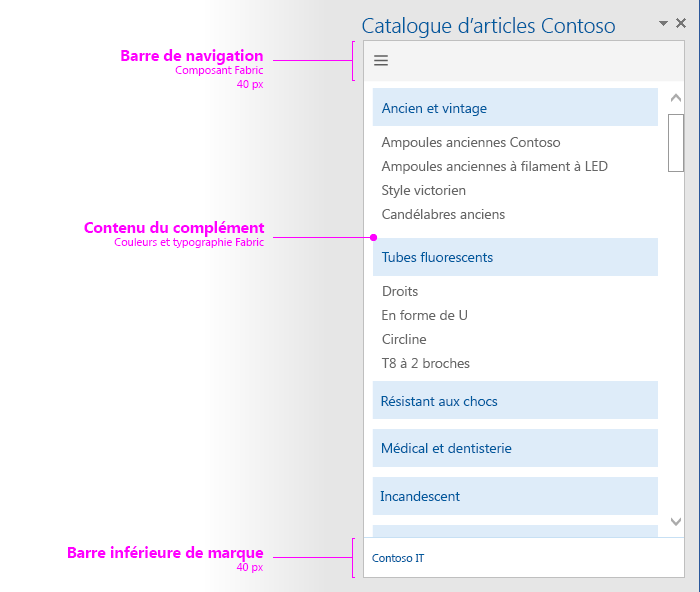 Catalogue d’articles Contoso
Barre de navigation
Composant Fabric
40 px
Ancien et vintage
Ampoules anciennes Contoso
Ampoules anciennes à filament à LED
Style victorien
Candélabres anciens
Contenu du complément
Couleurs et typographie Fabric
Tubes fluorescents
Droits
En forme de U
Circline
T8 à 2 broches
Résistant aux chocs
Médical et dentisterie
Incandescent
Barre inférieure de marque
40 px
Contoso IT